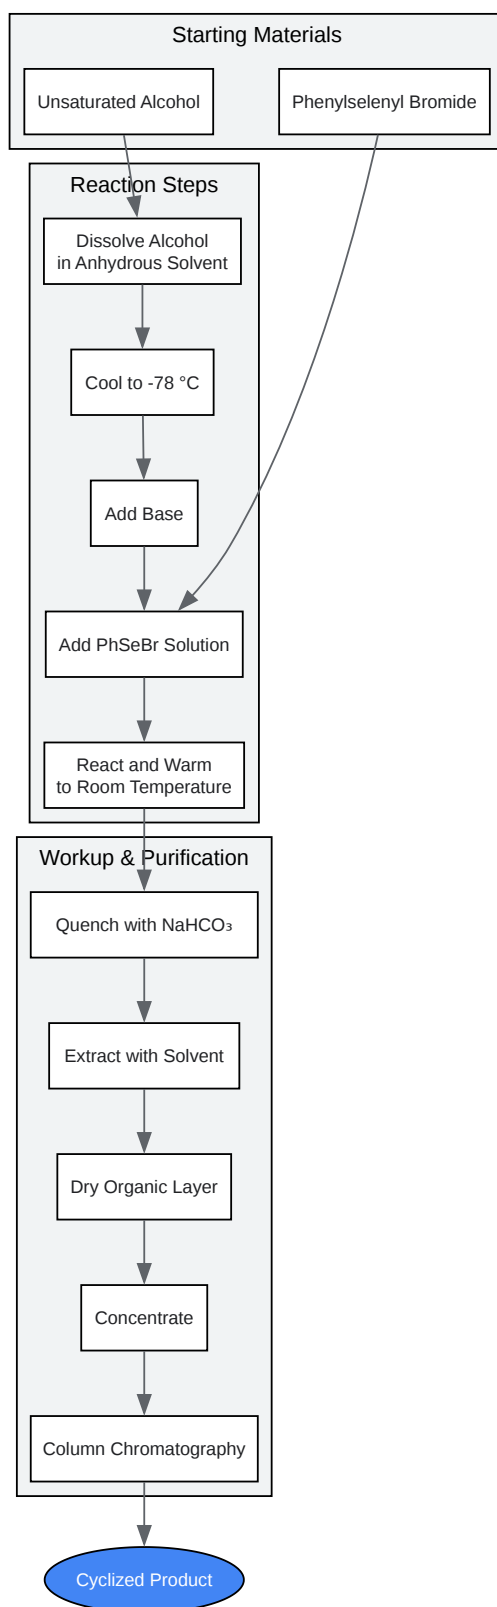 Starting Materials
Unsaturated Alcohol
Phenylselenyl Bromide
Reaction Steps
Dissolve Alcohol
in Anhydrous Solvent
Cool to -78 °C
Add Base
Add PhSeBr Solution
React and Warm
to Room Temperature
Workup & Purification
Quench with NaHCO₃
Extract with Solvent
Dry Organic Layer
Concentrate
Column Chromatography
Cyclized Product